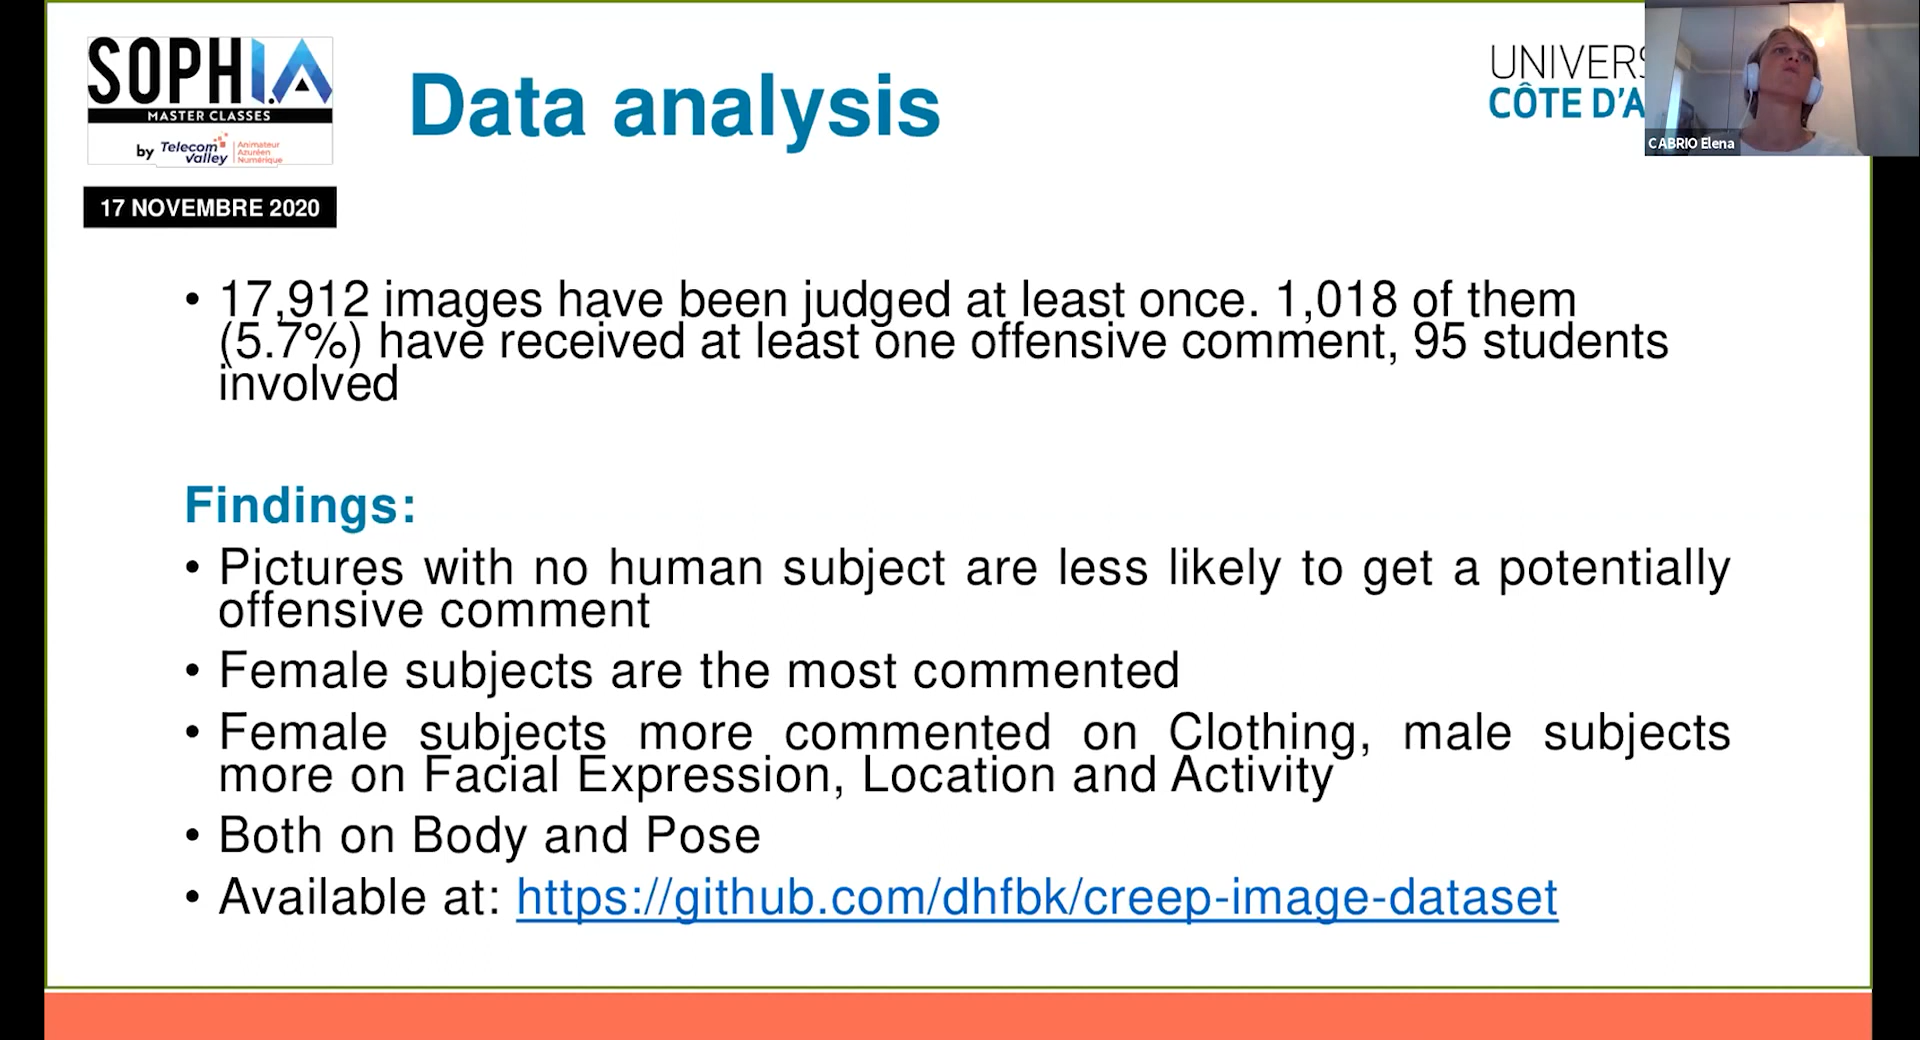 SOPHI.A
MASTER CLASSES
by Telecom Valley
Animateur
Azuréen
Numérique
17 NOVEMBRE 2020
Data analysis
CÔTE D'A
CABRIO Elena
• 17,912 images have been judged at least once. 1,018 of them
(5.7%) have received at least one offensive comment, 95 students
involved
Findings:
• Pictures with no human subject are less likely to get a potentially
offensive comment
• Female subjects are the most commented
• Female subjects more commented on Clothing, male subjects
more on Facial Expression, Location and Activity
• Both on Body and Pose
• Available at: https://github.com/dhfbk/creep-image-dataset